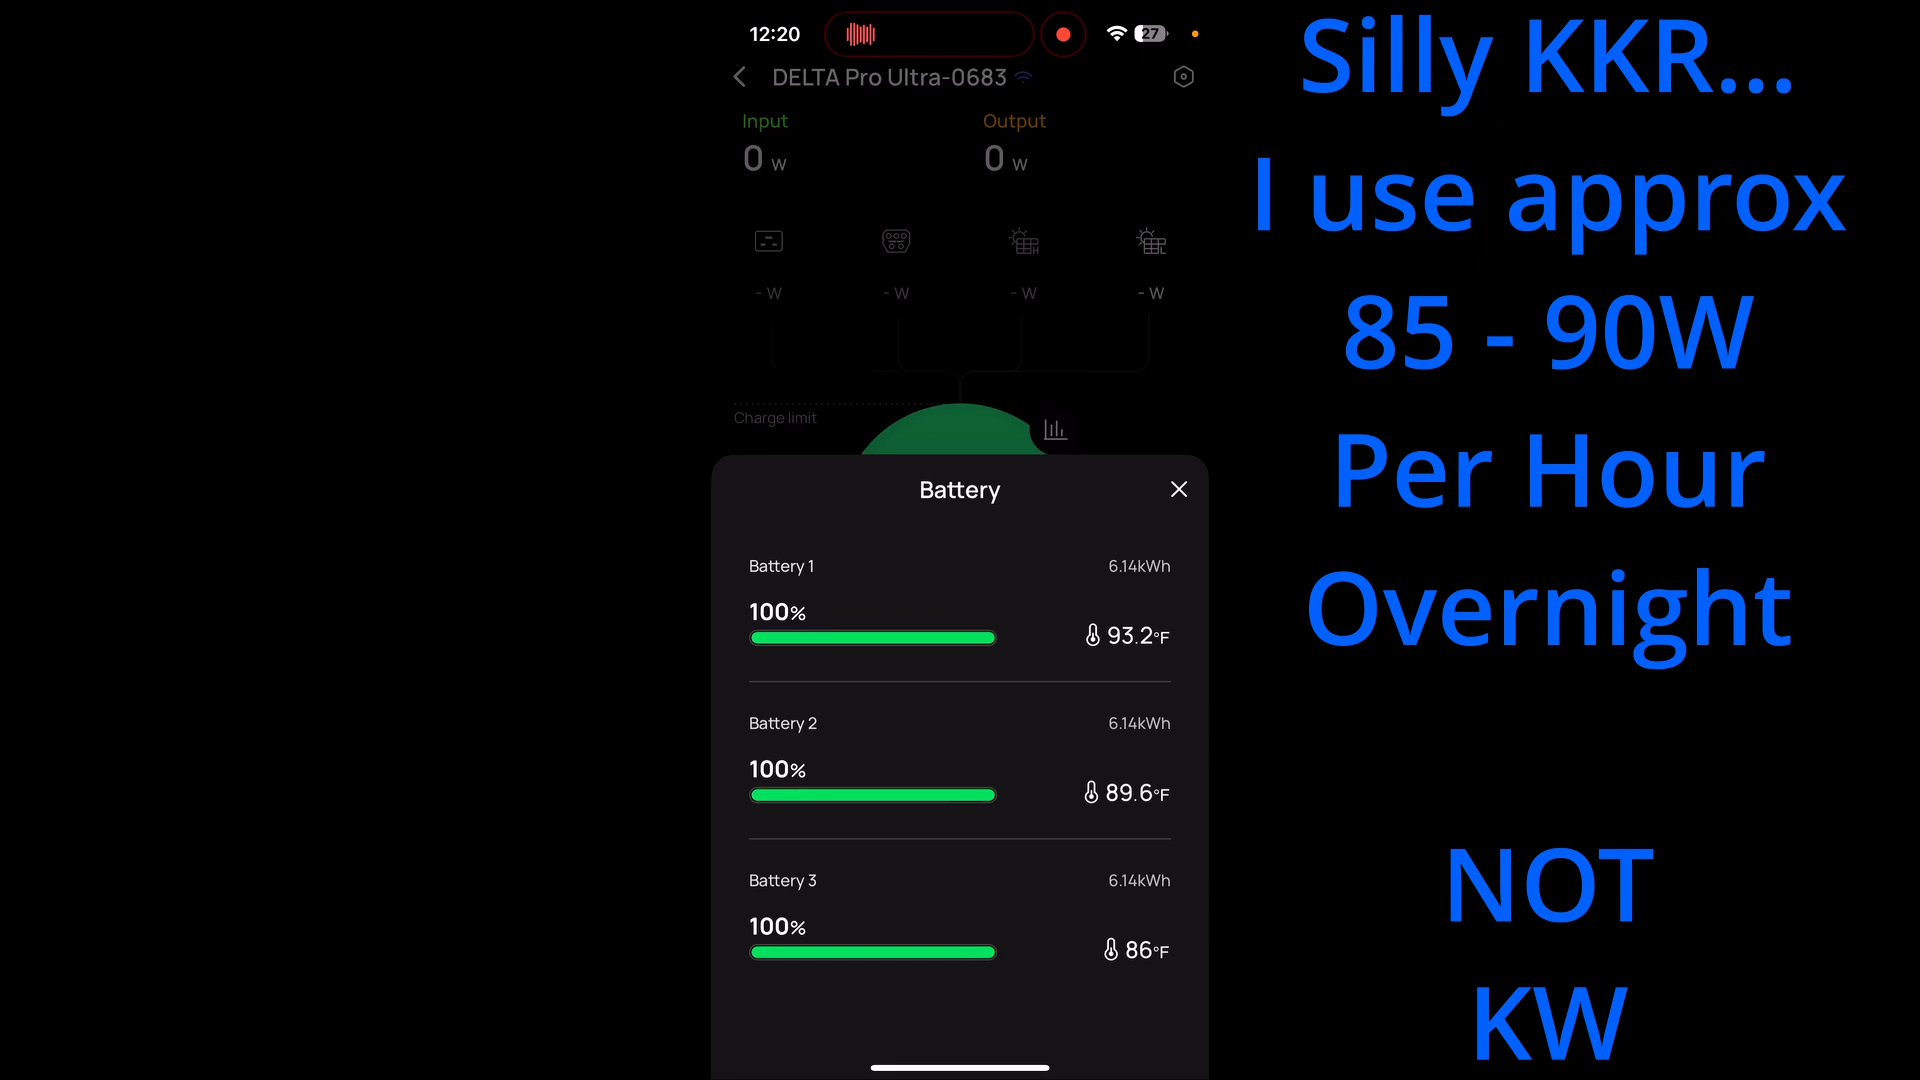 12:20
27
DELTA Pro Ultra-0683
Input
Output
0 W
0 W
- W
- W
- W
- W
Charge limit
Battery
Battery 1
6.14kWh
100%
93.2°F
Battery 2
6.14kWh
100%
89.6°F
Battery 3
6.14kWh
100%
86°F
Silly KKR...
I use approx
85 - 90W
Per Hour
Overnight
NOT
KW